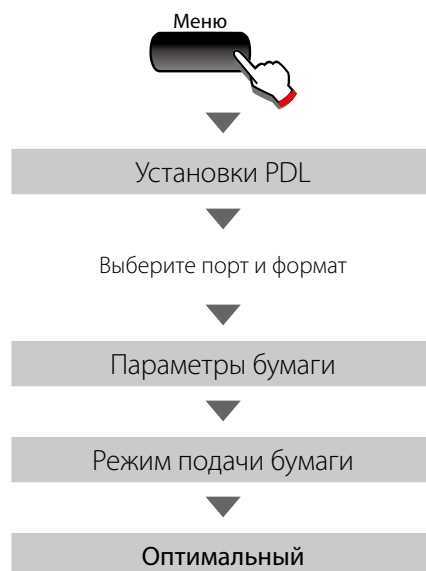 Меню
Установки PDL
Выберите порт и формат
Параметры бумаги
Режим подачи бумаги
Оптимальный